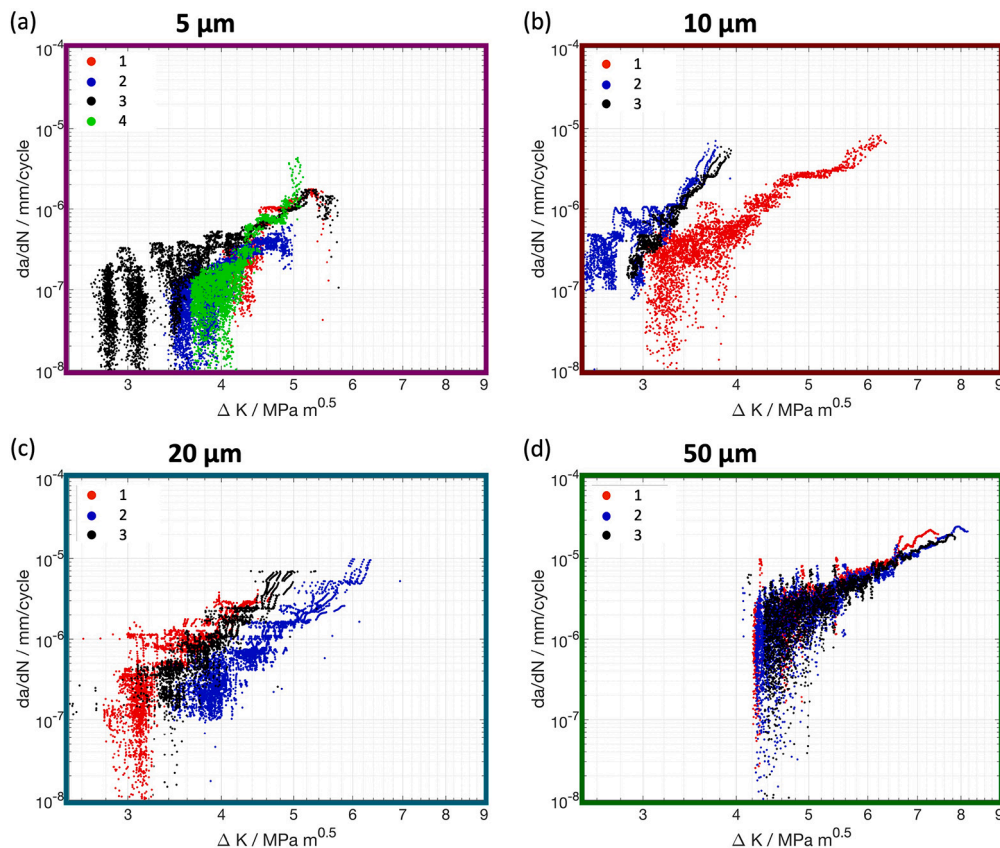 (a) 5 µm
10⁻⁴
10⁻⁵
10⁻⁶
10⁻⁷
10⁻⁸
da/dN / mm/cycle
1
2
3
4
3 4 5 6 7 8 9
Δ K / MPa m^0.5
(b) 10 µm
10⁻⁴
10⁻⁵
10⁻⁶
10⁻⁷
10⁻⁸
da/dN / mm/cycle
1
2
3
3 4 5 6 7 8 9
Δ K / MPa m^0.5
(c) 20 µm
10⁻⁴
10⁻⁵
10⁻⁶
10⁻⁷
10⁻⁸
da/dN / mm/cycle
1
2
3
3 4 5 6 7 8 9
Δ K / MPa m^0.5
(d) 50 µm
10⁻⁴
10⁻⁵
10⁻⁶
10⁻⁷
10⁻⁸
da/dN / mm/cycle
1
2
3
3 4 5 6 7 8 9
Δ K / MPa m^0.5